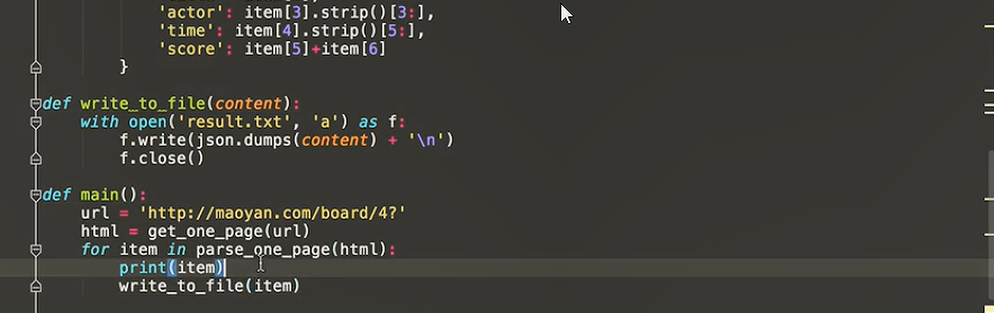 'actor': item[3].strip()[3:],
'time': item[4].strip()[5:],
'score': item[5]+item[6]
}
def write_to_file(content):
with open('result.txt', 'a') as f:
f.write(json.dumps(content) + '\n')
f.close()
def main():
url = 'http://maoyan.com/board/4?'
html = get_one_page(url)
for item in parse_one_page(html):
print(item)
write_to_file(item)